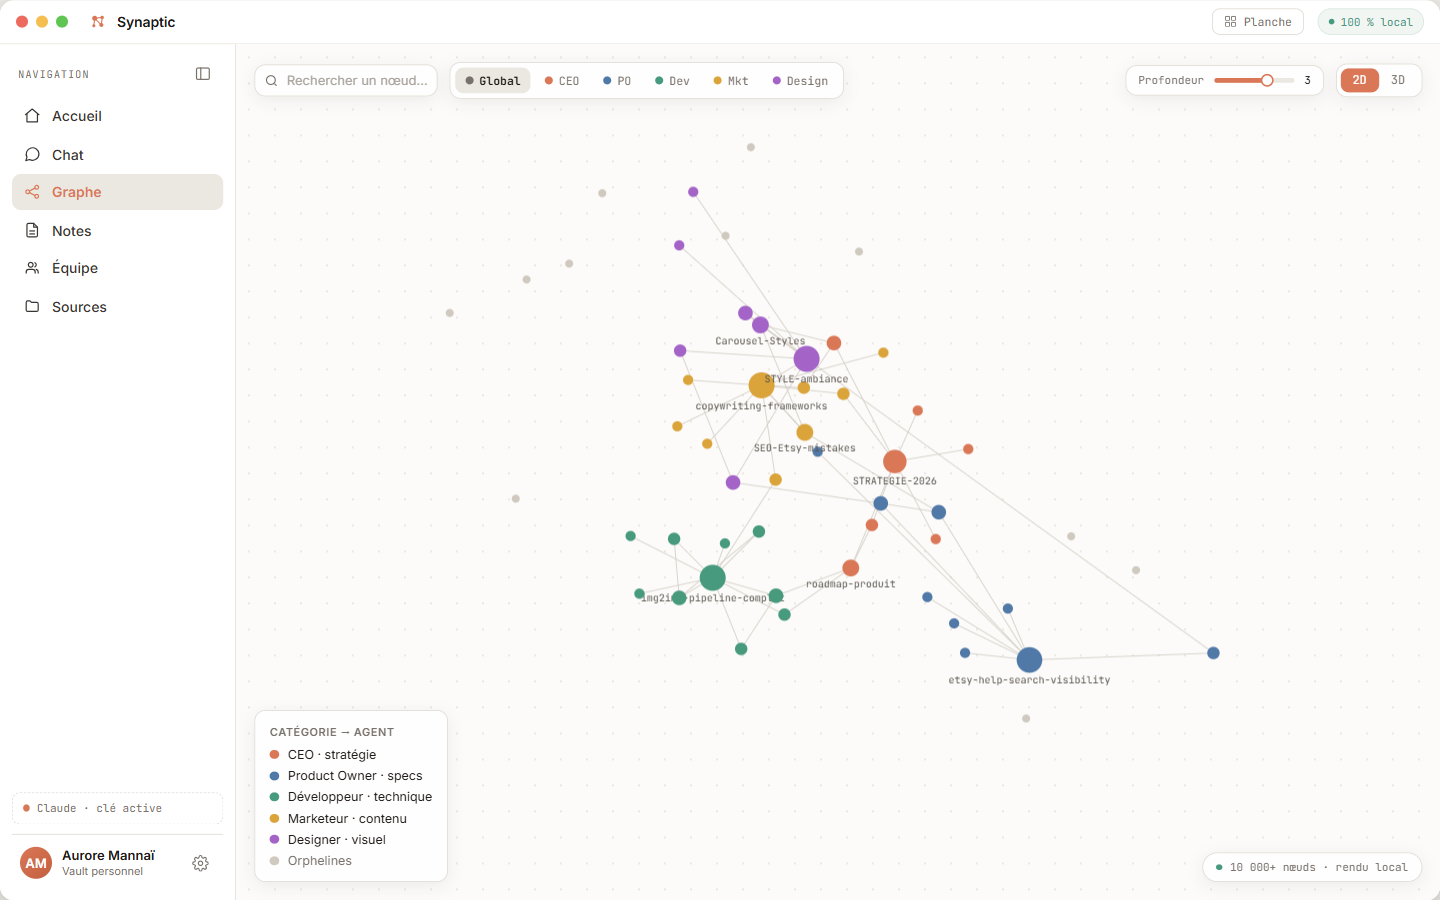 Synaptic
Planche
100 % local
NAVIGATION
Accueil
Chat
Graphe
Notes
Équipe
Sources
Claude · clé active
AM
Aurore Mannaï
Vault personnel
Rechercher un nœud...
Global
CEO
PO
Dev
Mkt
Design
Profondeur
3
2D
3D
Carousel-Styles
STYLE-ambiance
copywriting-frameworks
SEO-Etsy-mistakes
STRATEGIE-2026
roadmap-produit
etsy-help-search-visibility
CATÉGORIE → AGENT
CEO · stratégie
Product Owner · specs
Développeur · technique
Marketeur · contenu
Designer · visuel
Orphelines
10 000+ nœuds · rendu local